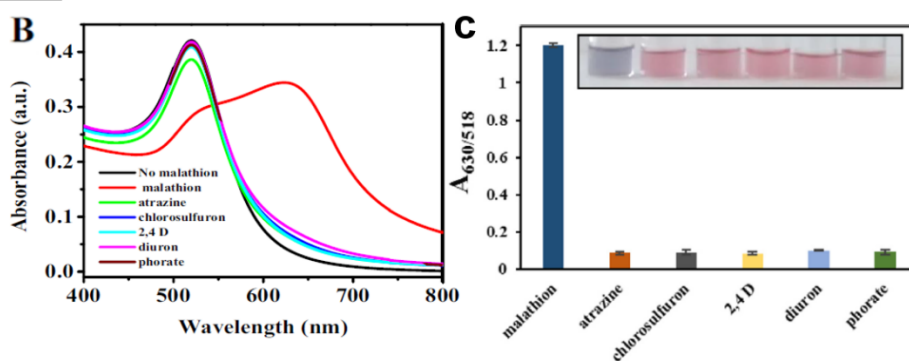 B
0.4
0.3
0.2
0.1
0.0
Absorbance (a.u.)
No malathion
malathion
atrazine
chlorosulfuron
2,4 D
diuron
phorate
400
500
600
700
800
Wavelength (nm)
C
1.2
1
0.8
0.6
0.4
0.2
0
A630/518
malathion
atrazine
chlorosulfuron
2,4 D
diuron
phorate